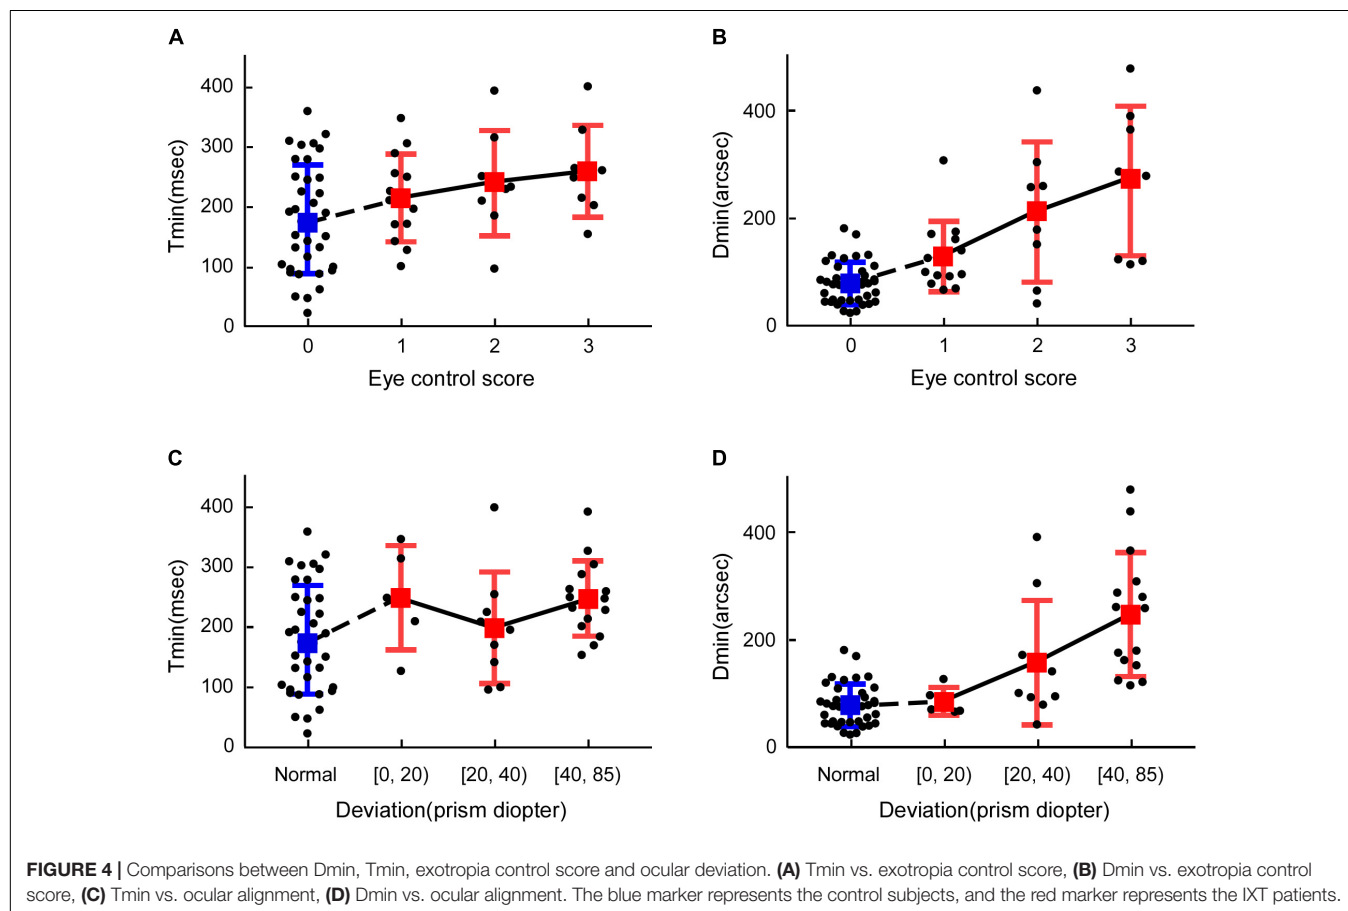 A
B
400
300
200
100
0
Tmin(msec)
0 1 2 3
Eye control score
400
200
0
Dmin(arcsec)
0 1 2 3
Eye control score
C
D
400
300
200
100
0
Tmin(msec)
Normal [0, 20) [20, 40) [40, 85)
Deviation(prism diopter)
400
200
0
Dmin(arcsec)
Normal [0, 20) [20, 40) [40, 85)
Deviation(prism diopter)
FIGURE 4 | Comparisons between Dmin, Tmin, exotropia control score and ocular deviation. (A) Tmin vs. exotropia control score, (B) Dmin vs. exotropia control
score, (C) Tmin vs. ocular alignment, (D) Dmin vs. ocular alignment. The blue marker represents the control subjects, and the red marker represents the IXT patients.